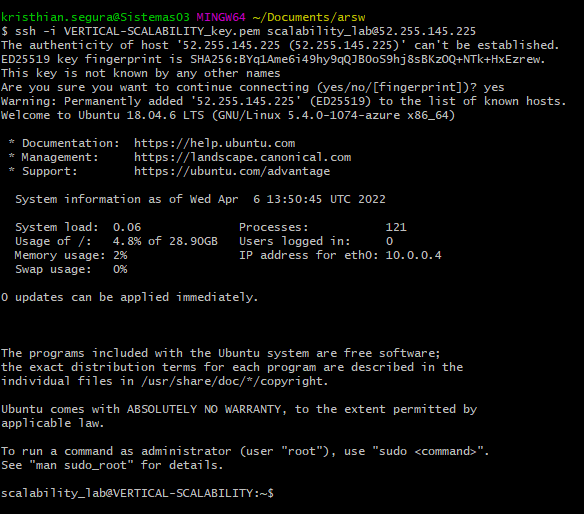 kristhian.segura@Sistemas03 MINGW64 ~/Documents/arsw
$ ssh -i VERTICAL-SCALABILITY_key.pem scalability_lab@52.255.145.225
The authenticity of host '52.255.145.225 (52.255.145.225)' can't be established.
ED25519 key fingerprint is SHA256:BYq1Ame6i49hy9qQJBOoS9hj8sBKzOQ+NTk+HxEzrew.
This key is not known by any other names
Are you sure you want to continue connecting (yes/no/[fingerprint])? yes
Warning: Permanently added '52.255.145.225' (ED25519) to the list of known hosts.
Welcome to Ubuntu 18.04.6 LTS (GNU/Linux 5.4.0-1074-azure x86_64)
* Documentation:  https://help.ubuntu.com
* Management:     https://landscape.canonical.com
* Support:        https://ubuntu.com/advantage
System information as of Wed Apr  6 13:50:45 UTC 2022
System load:  0.06               Processes:           121
Usage of /:   4.8% of 28.90GB   Users logged in:     0
Memory usage: 2%                 IP address for eth0: 10.0.0.4
Swap usage:   0%
0 updates can be applied immediately.
The programs included with the Ubuntu system are free software;
the exact distribution terms for each program are described in the
individual files in /usr/share/doc/*/copyright.
Ubuntu comes with ABSOLUTELY NO WARRANTY, to the extent permitted by
applicable law.
To run a command as administrator (user "root"), use "sudo <command>".
See "man sudo_root" for details.
scalability_lab@VERTICAL-SCALABILITY:~$